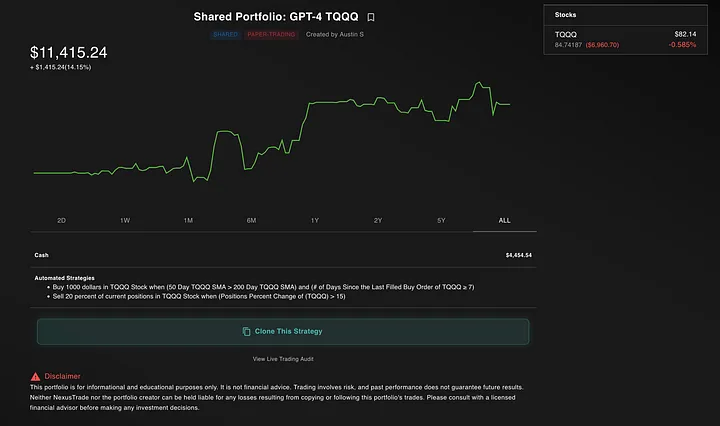 Shared Portfolio: GPT-4 TQQQ
SHARED PAPER-TRADING Created by Austin S
$11,415.24
+ $1,415.24(14.15%)
2D 1W 1M 6M 1Y 2Y 5Y ALL
Cash $4,454.54
Automated Strategies
• Buy 1000 dollars in TQQQ Stock when (50 Day TQQQ SMA > 200 Day TQQQ SMA) and (# of Days Since the Last Filled Buy Order of TQQQ ≥ 7)
• Sell 20 percent of current positions in TQQQ Stock when (Positions Percent Change of (TQQQ) > 15)
Clone This Strategy
View Live Trading Audit
Disclaimer
This portfolio is for informational and educational purposes only. It is not financial advice. Trading involves risk, and past performance does not guarantee future results.
Neither NexusTrade nor the portfolio creator can be held liable for any losses resulting from copying or following this portfolio's trades. Please consult with a licensed
financial advisor before making any investment decisions.
Stocks
TQQQ $82.14
84.74187 ($6,960.70) -0.585%